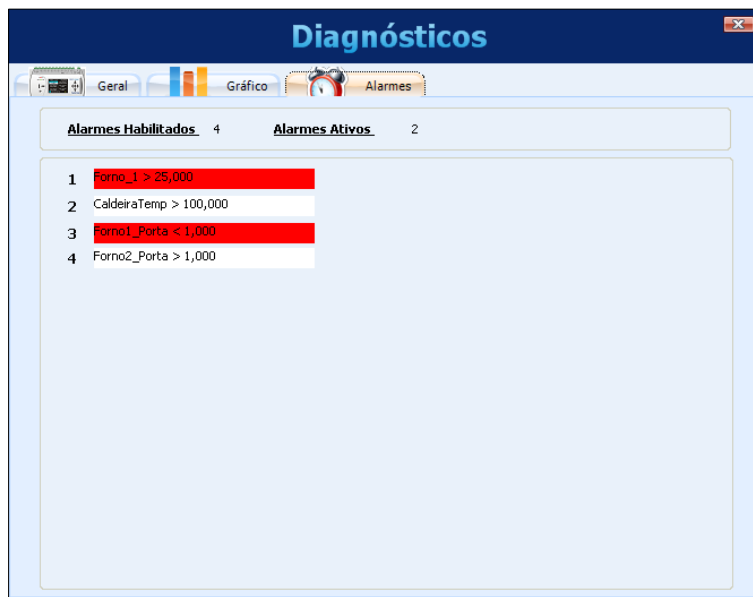 Diagnósticos
Geral Gráfico Alarmes
Alarmes Habilitados 4 Alarmes Ativos 2
1 Forno_1 > 25,000
2 CaldeiraTemp > 100,000
3 Forno1_Porta < 1,000
4 Forno2_Porta > 1,000